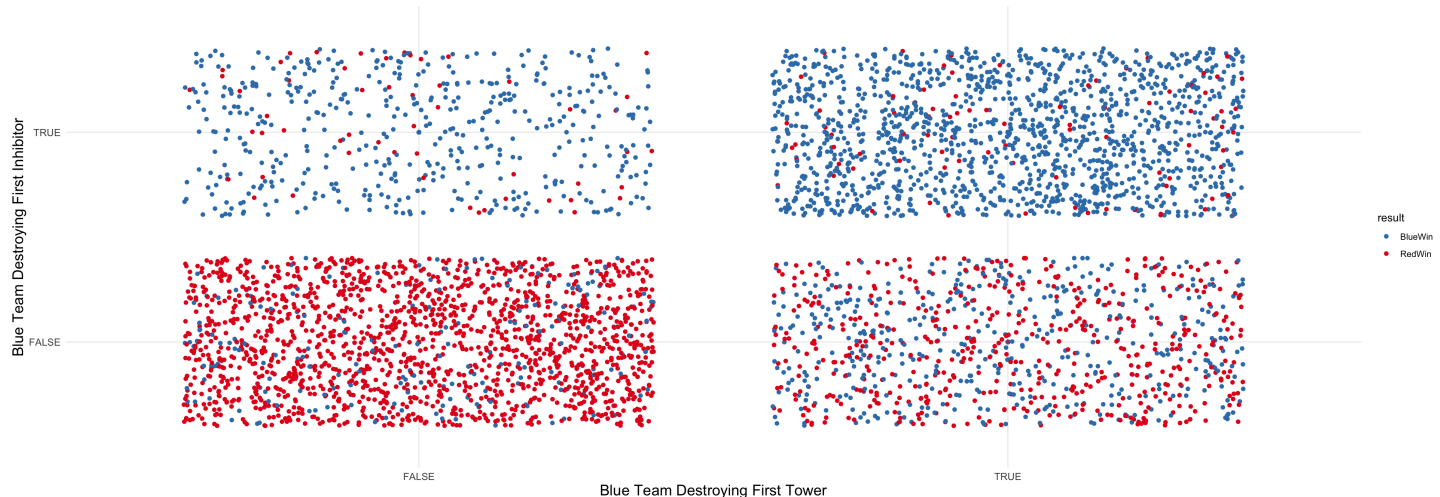 Blue Team Destroying First Inhibitor
TRUE
FALSE
FALSE
TRUE
Blue Team Destroying First Tower
result
BlueWin
RedWin